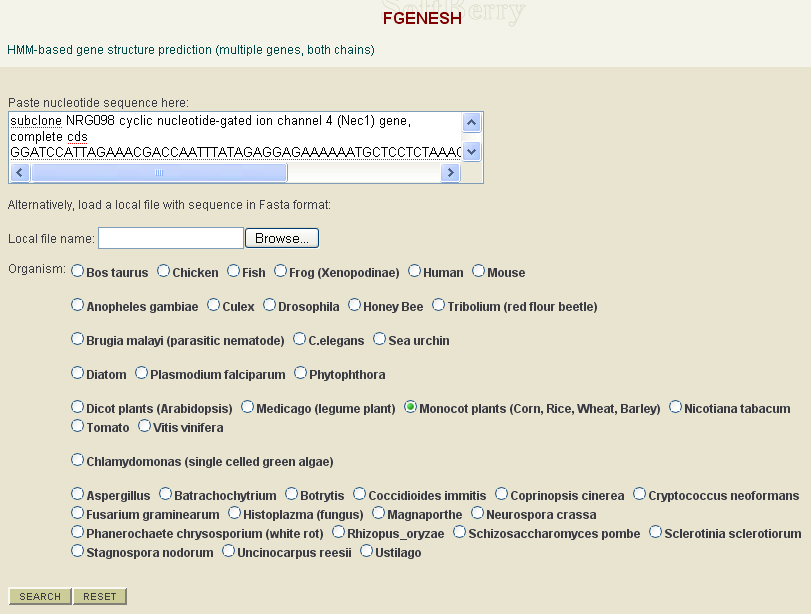 SoftBerry
FGENESH
HMM-based gene structure prediction (multiple genes, both chains)
Paste nucleotide sequence here:
subclone NRG098 cyclic nucleotide-gated ion channel 4 (Nec1) gene,
complete cds
GGATCCATTAGAAACGACCAATTTATAGAGGAGAAAAAATGCTCCTCTAAAC
Alternatively, load a local file with sequence in Fasta format:
Local file name: Browse...
Organism: Bos taurus Chicken Fish Frog (Xenopodinae) Human Mouse
Anopheles gambiae Culex Drosophila Honey Bee Tribolium (red flour beetle)
Brugia malayi (parasitic nematode) C.elegans Sea urchin
Diatom Plasmodium falciparum Phytophthora
Dicot plants (Arabidopsis) Medicago (legume plant) Monocot plants (Corn, Rice, Wheat, Barley) Nicotiana tabacum
Tomato Vitis vinifera
Chlamydomonas (single celled green algae)
Aspergillus Batrachochytrium Botrytis Coccidioides immitis Coprinopsis cinerea Cryptococcus neoformans
Fusarium graminearum Histoplazma (fungus) Magnaporthe Neurospora crassa
Phanerochaete chrysosporium (white rot) Rhizopus_oryzae Schizosaccharomyces pombe Sclerotinia sclerotiorum
Stagnospora nodorum Uncinocarpus reesii Ustilago
SEARCH RESET